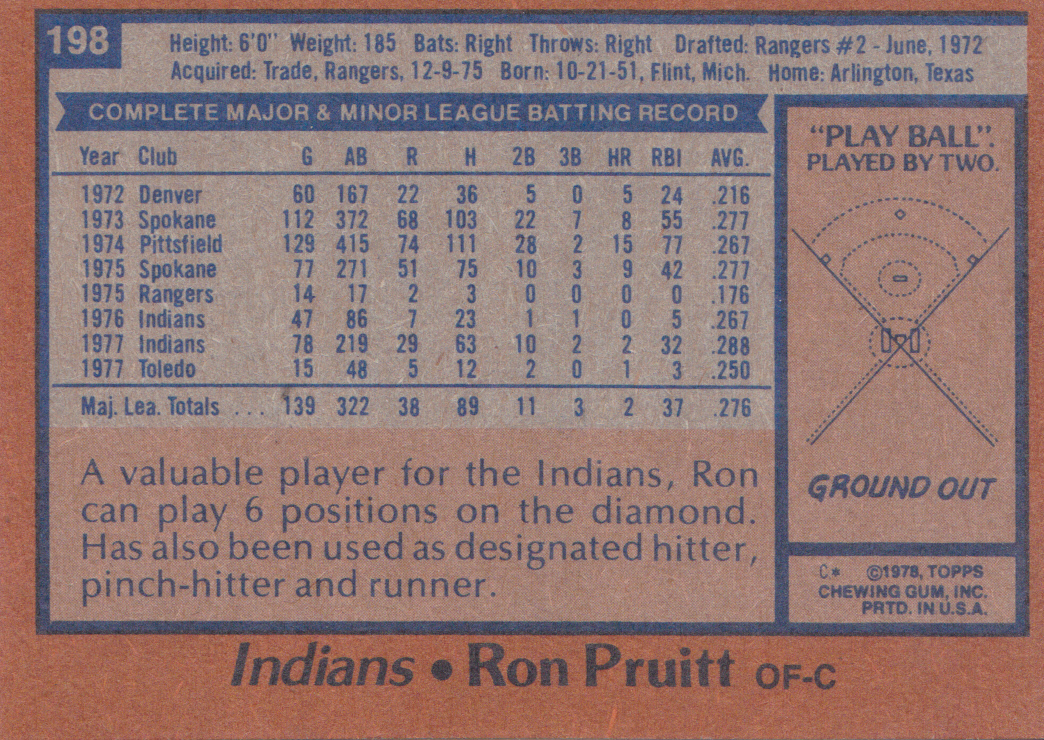 198
Height: 6'0" Weight: 185 Bats: Right Throws: Right Drafted: Rangers #2 - June, 1972
Acquired: Trade, Rangers, 12-9-75 Born: 10-21-51, Flint, Mich. Home: Arlington, Texas
COMPLETE MAJOR & MINOR LEAGUE BATTING RECORD
Year Club G AB R H 2B 3B HR RBI AVG.
1972 Denver 60 167 22 36 5 0 5 24 .216
1973 Spokane 112 372 68 103 22 7 8 55 .277
1974 Pittsfield 129 415 74 111 28 2 15 77 .267
1975 Spokane 77 271 51 75 10 3 9 42 .277
1975 Rangers 14 17 2 3 0 0 0 0 .176
1976 Indians 47 86 7 23 1 1 0 5 .267
1977 Indians 78 219 29 63 10 2 2 32 .288
1977 Toledo 15 48 5 12 2 0 1 3 .250
Maj. Lea. Totals . . . 139 322 38 89 11 3 2 37 .276
A valuable player for the Indians, Ron
can play 6 positions on the diamond.
Has also been used as designated hitter,
pinch-hitter and runner.
"PLAY BALL".
PLAYED BY TWO.
GROUND OUT
C* ©1978, TOPPS
CHEWING GUM, INC.
PRTD. IN U.S.A.
Indians • Ron Pruitt OF-C